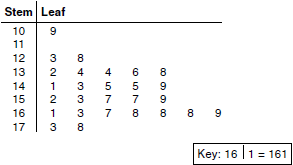 Stem Leaf
10 9
11
12 3 8
13 2 4 4 6 8
14 1 3 5 5 9
15 2 3 7 7 9
16 1 3 7 8 8 8 9
17 3 8
Key: 16 | 1 = 161